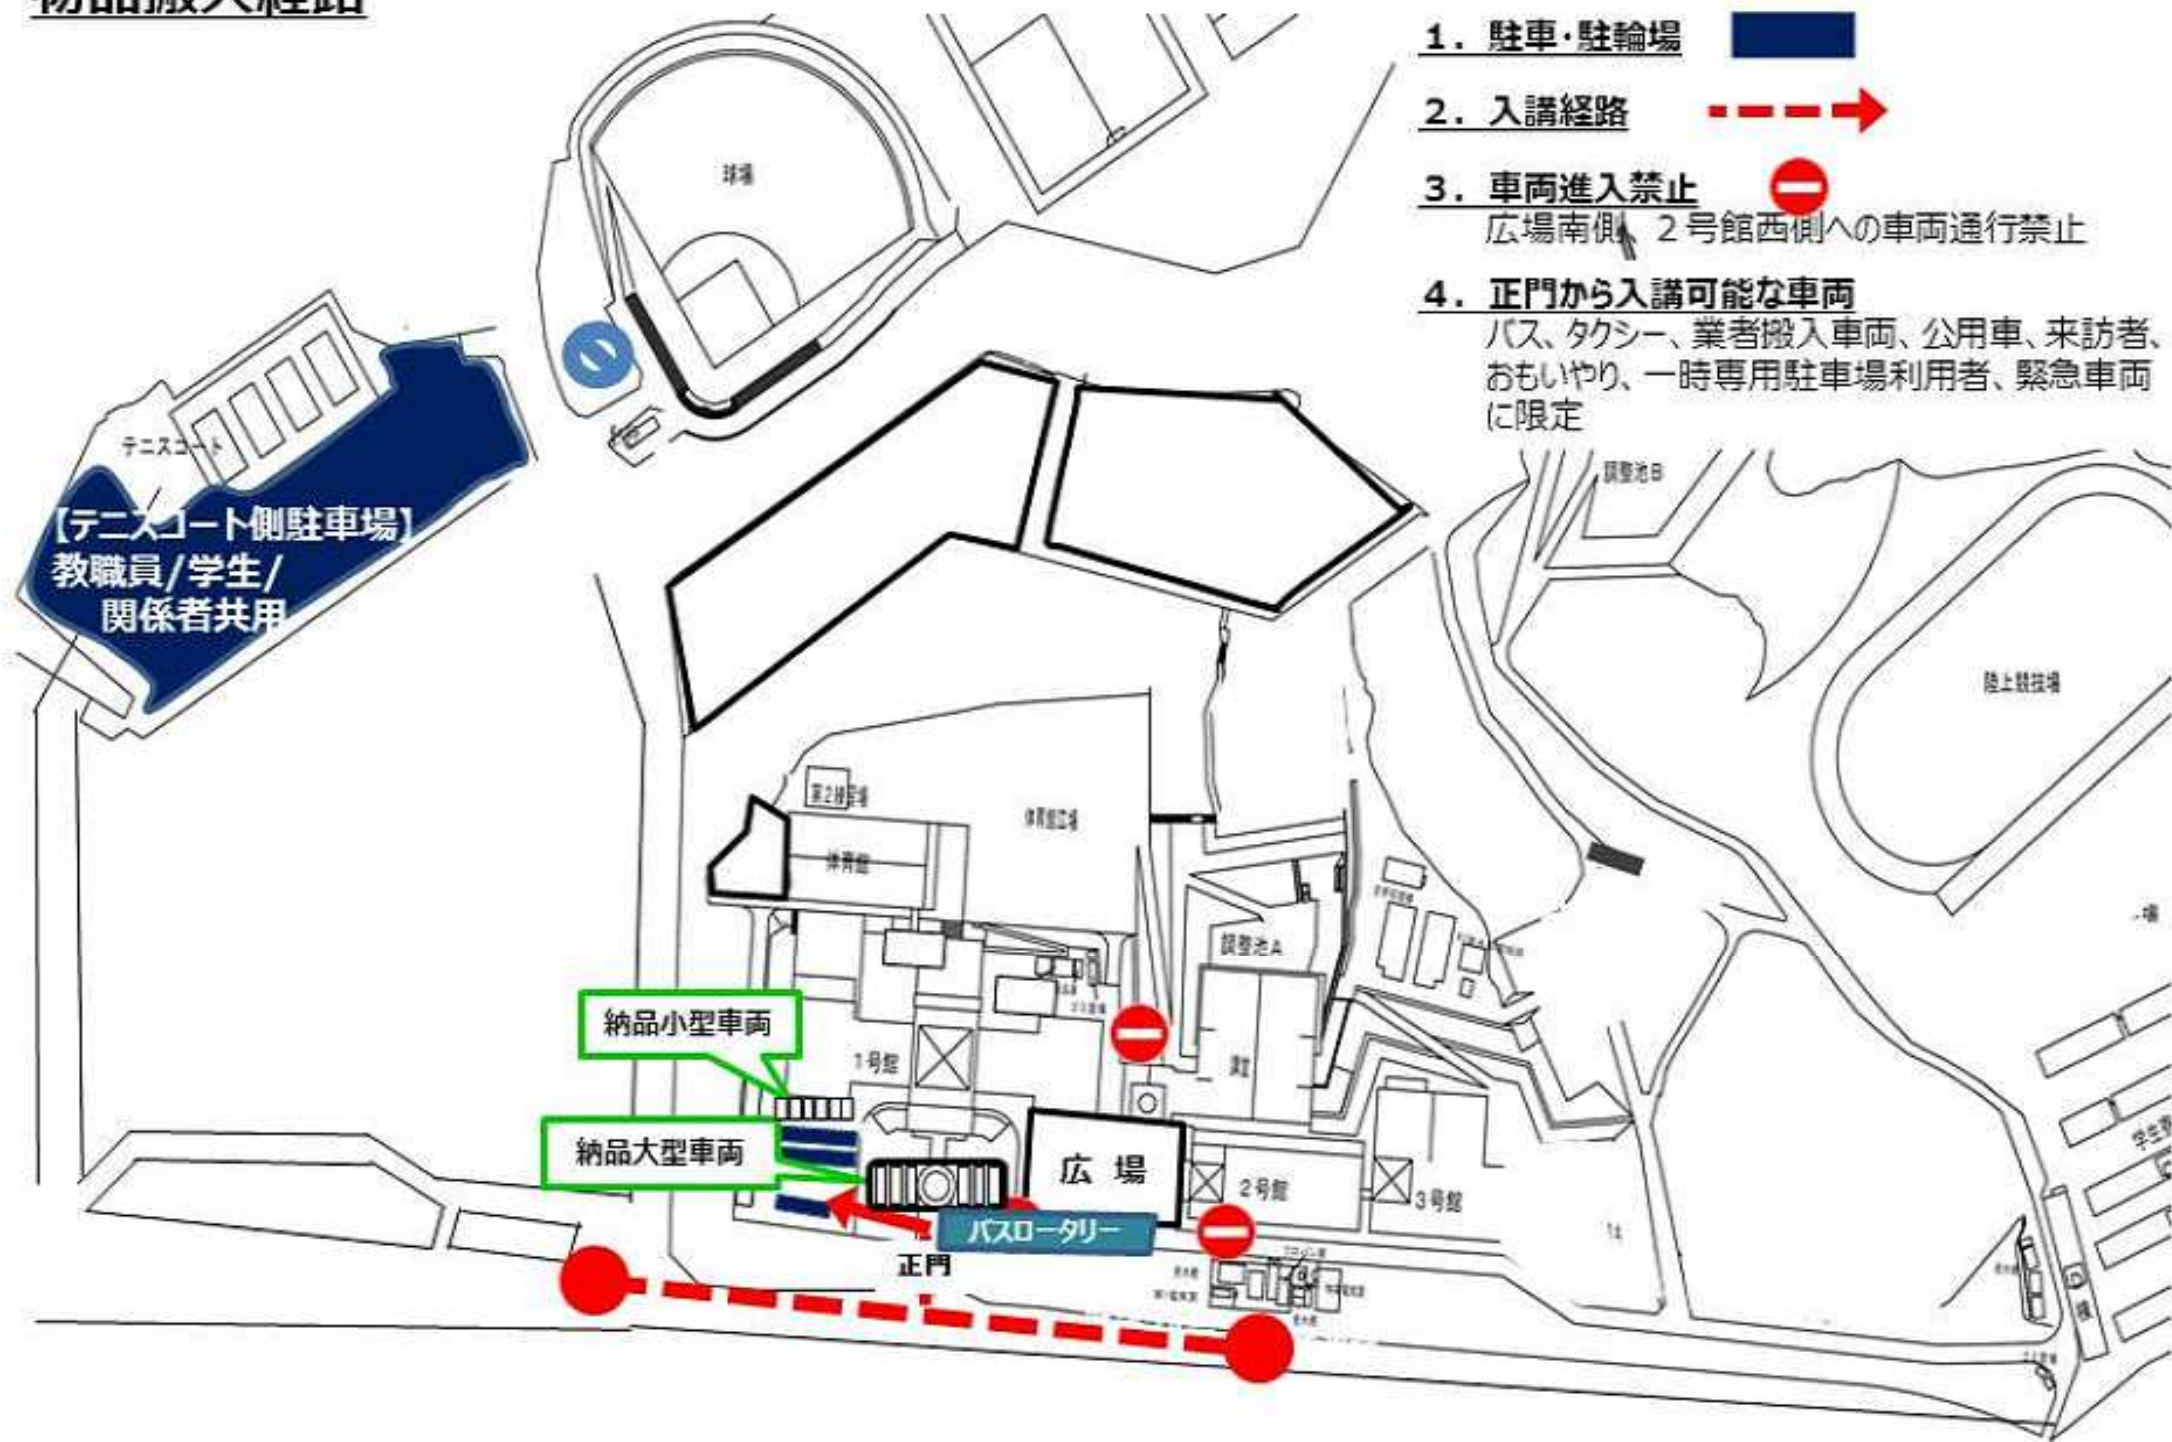 物品搬入経路
1. 駐車・駐輪場
2. 入講経路
3. 車両進入禁止
広場南側、2号館西側への車両通行禁止
4. 正門から入講可能な車両
バス、タクシー、業者搬入車両、公用車、来訪者、
おもいやり、一時専用駐車場利用者、緊急車両
に限定
球場
テニスコート
【テニスコート側駐車場】
教職員/学生/
関係者共用
調整池B
陸上競技場
体育館広場
体育館
調整池A
納品小型車両
1号館
講堂
納品大型車両
広 場
2号館
3号館
バスロータリー
正門